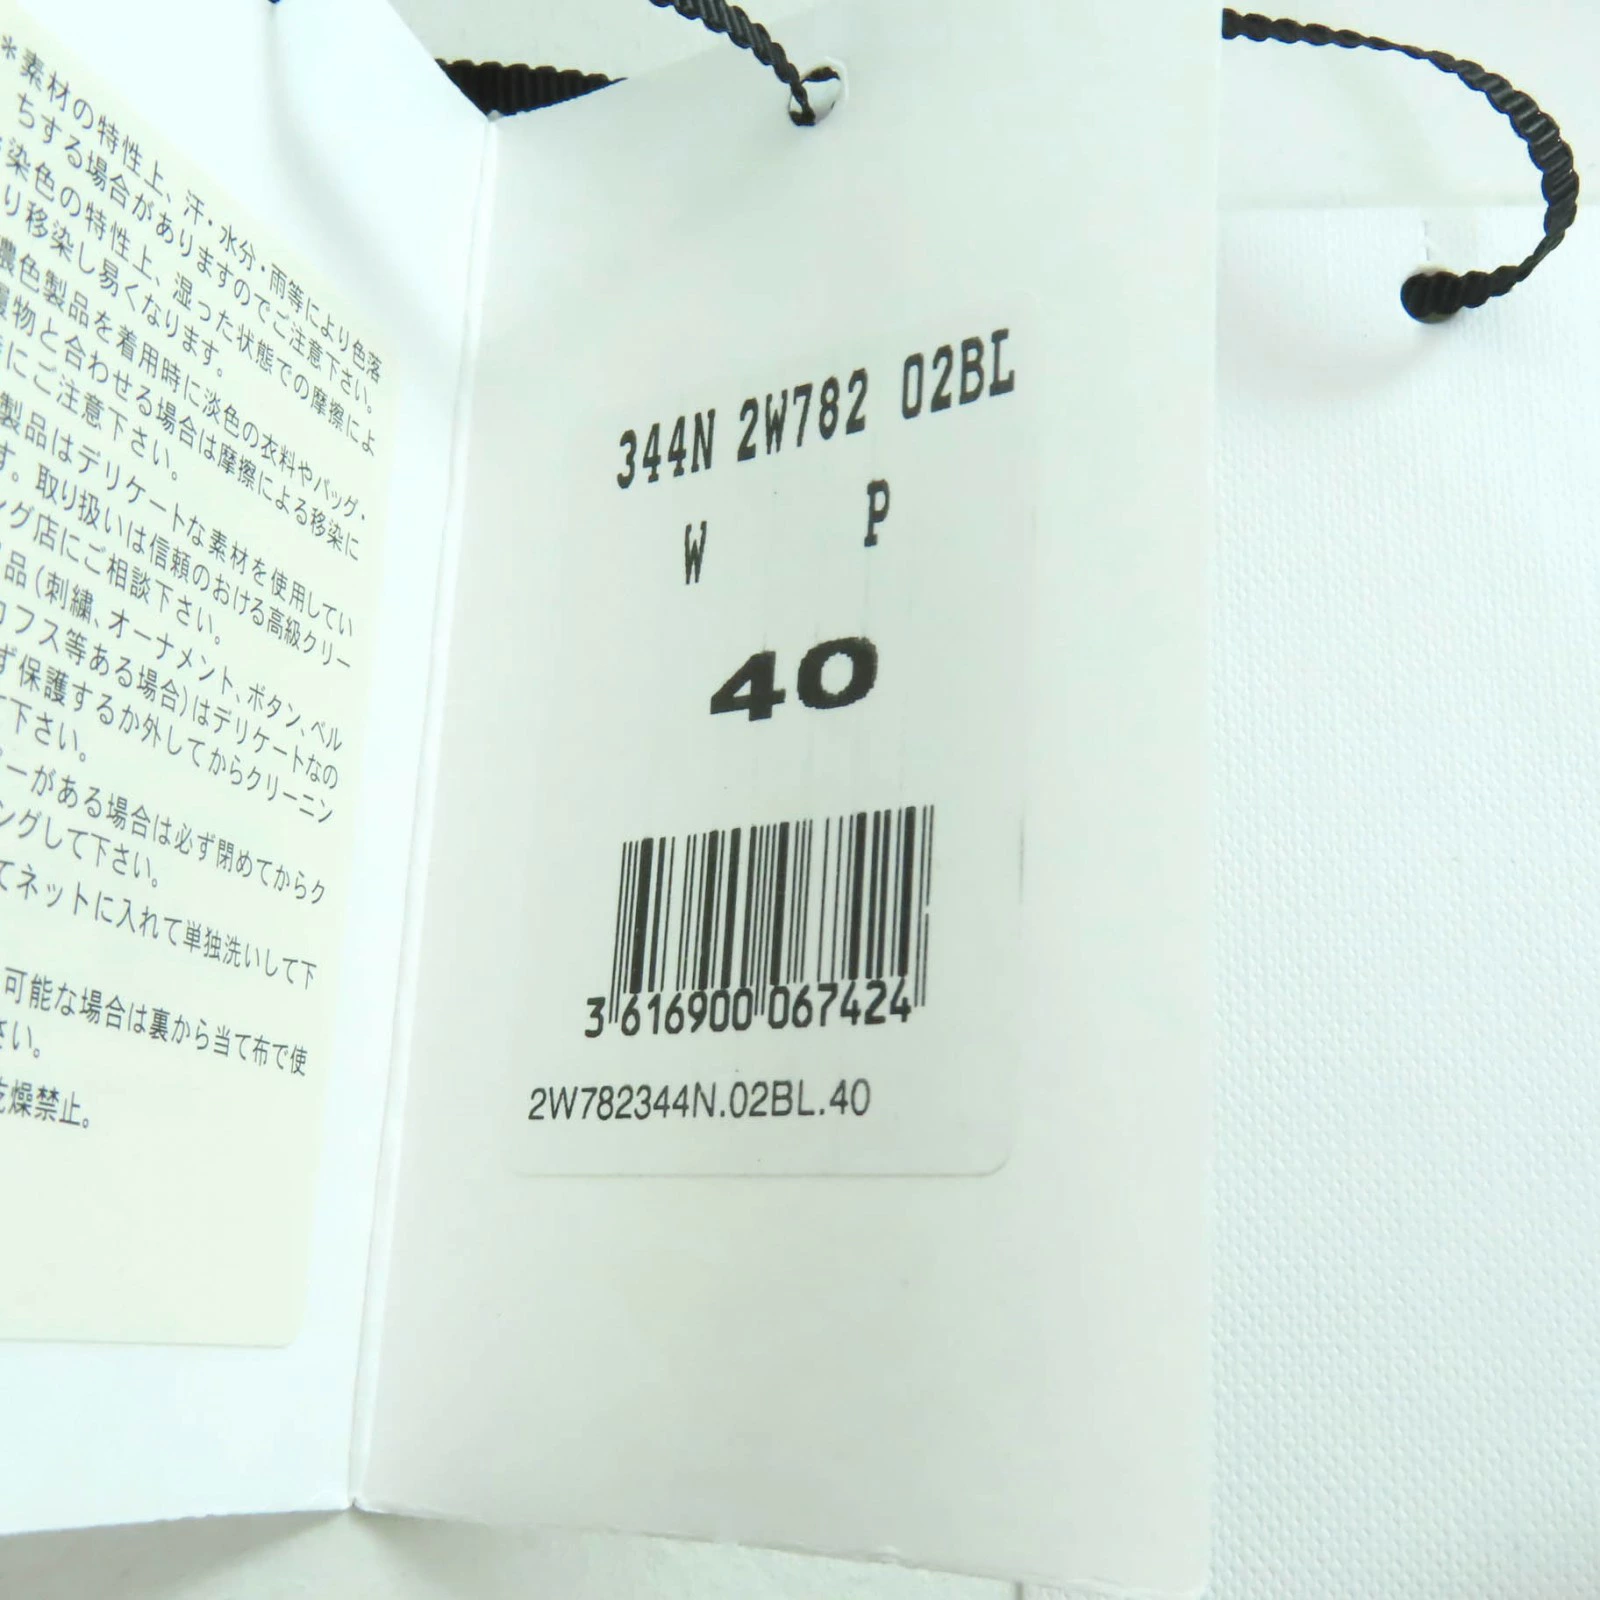 *素材の特性上、汗・水分・雨等により色落
ちする場合がありますのでご注意下さい。
染色の特性上、湿った状態での摩擦によ
り移染し易くなります。
濃色製品を着用時に淡色の衣料やバッグ・
物と合わせる場合は摩擦による移染に
にご注意下さい。
製品はデリケートな素材を使用してい
す。取り扱いは信頼のおける高級クリー
ング店にご相談下さい。
品(刺繍、オーナメント、ボタン、ベル
カフス等ある場合)はデリケートなの
ず保護するか外してからクリーニン
て下さい。
ーがある場合は必ず閉めてからク
ングして下さい。
てネットに入れて単独洗いして下
可能な場合は裏から当て布で使
さい。
乾燥禁止。
344N 2W782 02BL
W P
40
3 616900 067424
2W782344N.02BL.40